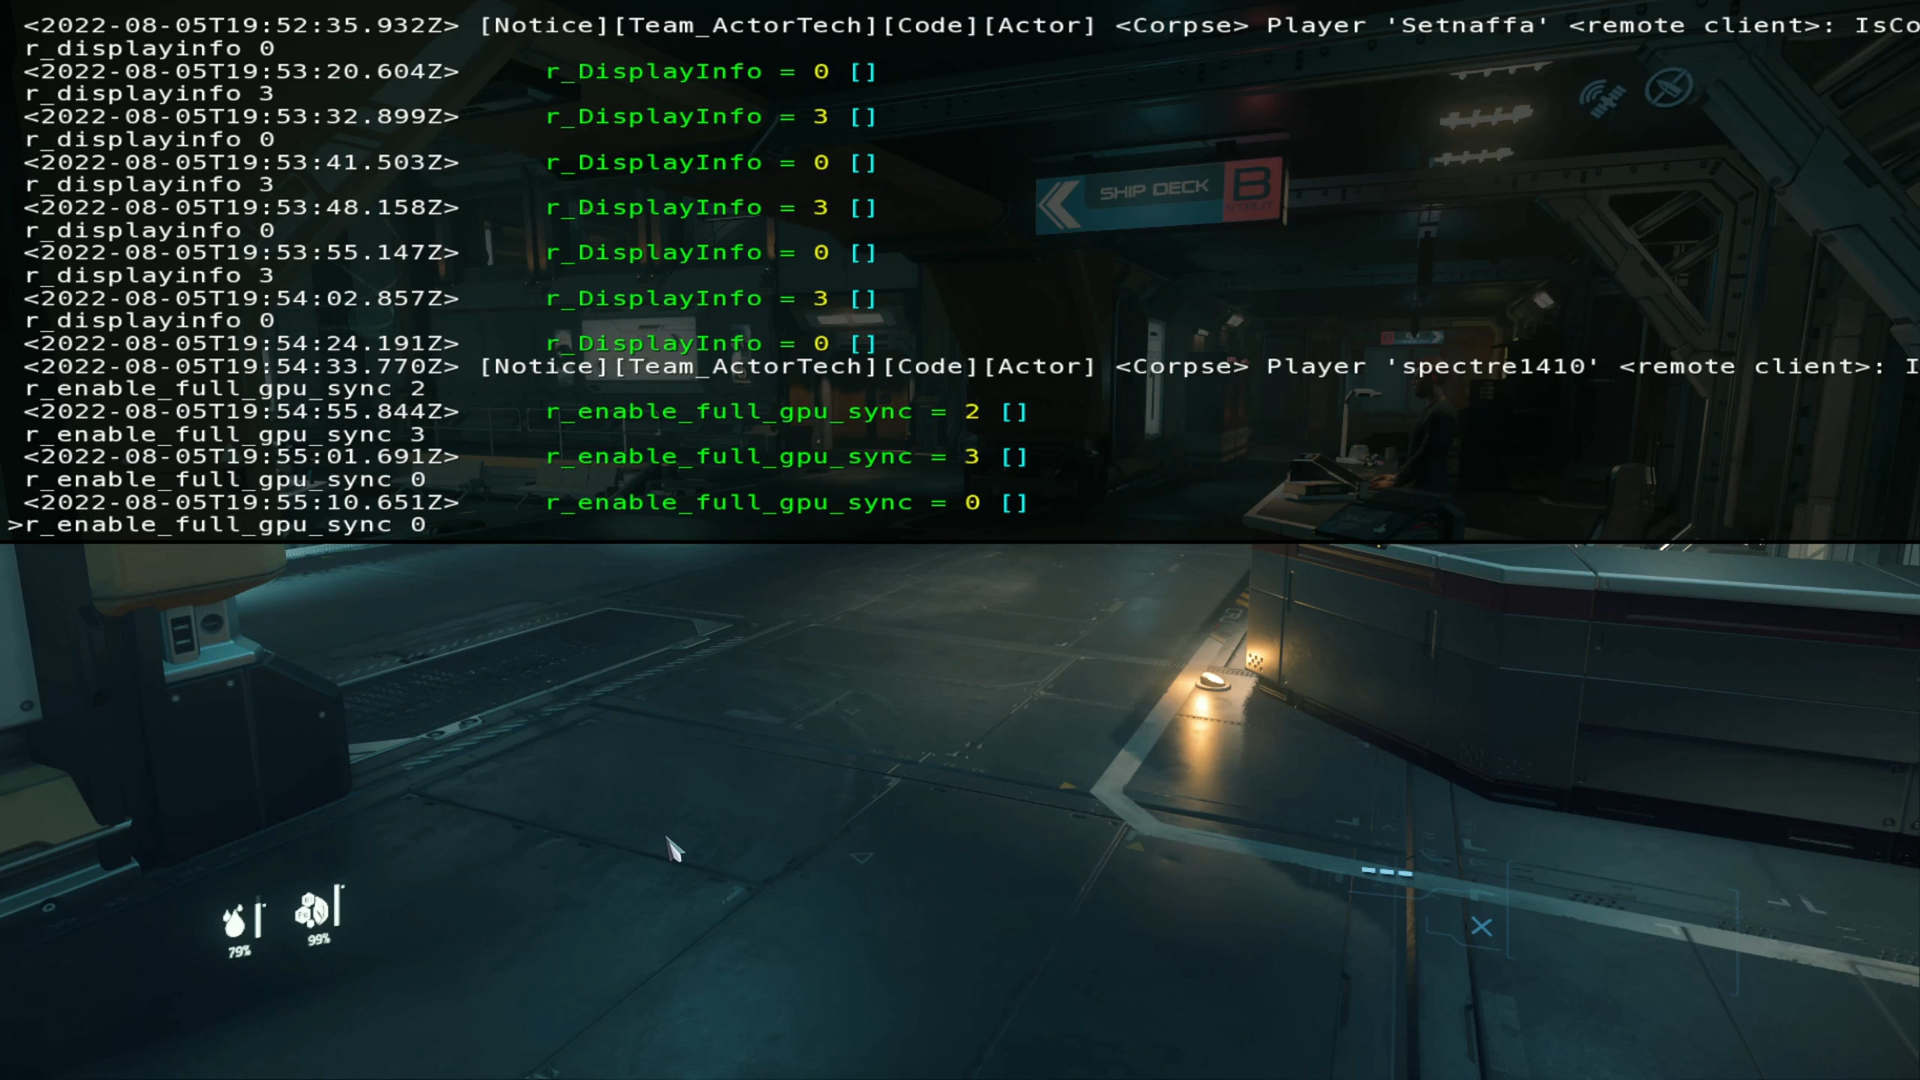 <2022-08-05T19:52:35.932Z> [Notice][Team_ActorTech][Code][Actor] <Corpse> Player 'Setnaffa' <remote client>: IsCo
r_displayinfo 0
<2022-08-05T19:53:20.604Z> r_DisplayInfo = 0 []
r_displayinfo 3
<2022-08-05T19:53:32.899Z> r_DisplayInfo = 3 []
r_displayinfo 0
<2022-08-05T19:53:41.503Z> r_DisplayInfo = 0 []
r_displayinfo 3
<2022-08-05T19:53:48.158Z> r_DisplayInfo = 3 []
r_displayinfo 0
<2022-08-05T19:53:55.147Z> r_DisplayInfo = 0 []
r_displayinfo 3
<2022-08-05T19:54:02.857Z> r_DisplayInfo = 3 []
r_displayinfo 0
<2022-08-05T19:54:24.191Z> r_DisplayInfo = 0 []
<2022-08-05T19:54:33.770Z> [Notice][Team_ActorTech][Code][Actor] <Corpse> Player 'spectre1410' <remote client>: I
r_enable_full_gpu_sync 2
<2022-08-05T19:54:55.844Z> r_enable_full_gpu_sync = 2 []
r_enable_full_gpu_sync 3
<2022-08-05T19:55:01.691Z> r_enable_full_gpu_sync = 3 []
r_enable_full_gpu_sync 0
<2022-08-05T19:55:10.651Z> r_enable_full_gpu_sync = 0 []
>r_enable_full_gpu_sync 0
SHIP DECK B
STRUT
79% 99%